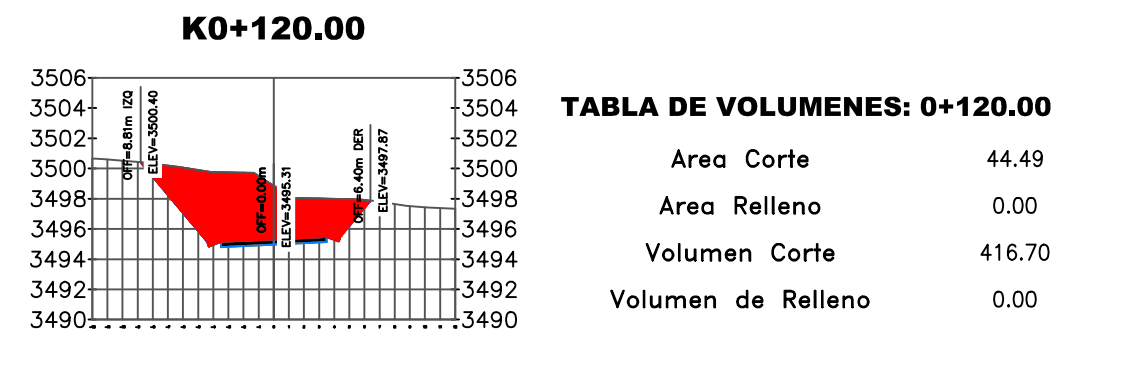 K0+120.00
3506
3504
3502
3500
3498
3496
3494
3492
3490
OFF=8.81m IZQ
ELEV=3500.40
OFF=0.00m
ELEV=3495.31
OFF=6.40m DER
ELEV=3497.87
3506
3504
3502
3500
3498
3496
3494
3492
3490
TABLA DE VOLUMENES: 0+120.00
Area Corte 44.49
Area Relleno 0.00
Volumen Corte 416.70
Volumen de Relleno 0.00